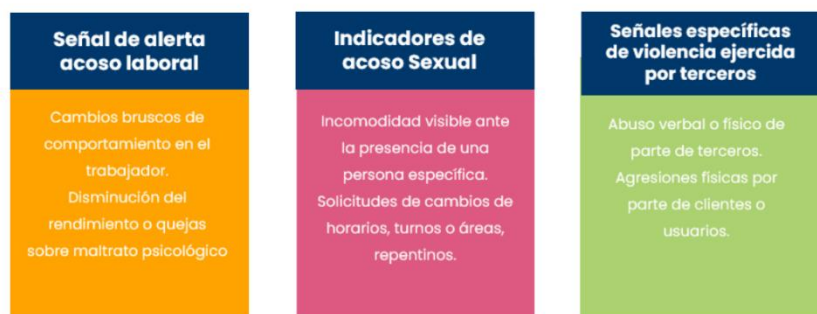 Señal de alerta
acoso laboral
Cambios bruscos de
comportamiento en el
trabajador.
Disminución del
rendimiento o quejas
sobre maltrato psicológico
Indicadores de
acoso Sexual
Incomodidad visible ante
la presencia de una
persona específica.
Solicitudes de cambios de
horarios, turnos o áreas,
repentinos.
Señales específicas
de violencia ejercida
por terceros
Abuso verbal o físico de
parte de terceros.
Agresiones físicas por
parte de clientes o
usuarios.